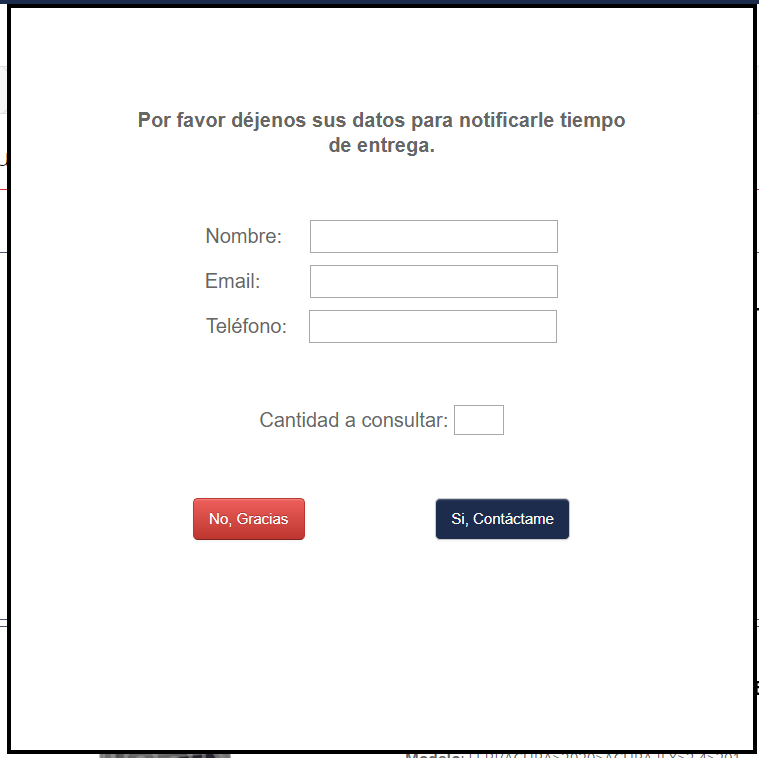 Por favor déjenos sus datos para notificarle tiempo
de entrega.
Nombre:
Email:
Teléfono:
Cantidad a consultar:
No, Gracias
Si, Contáctame